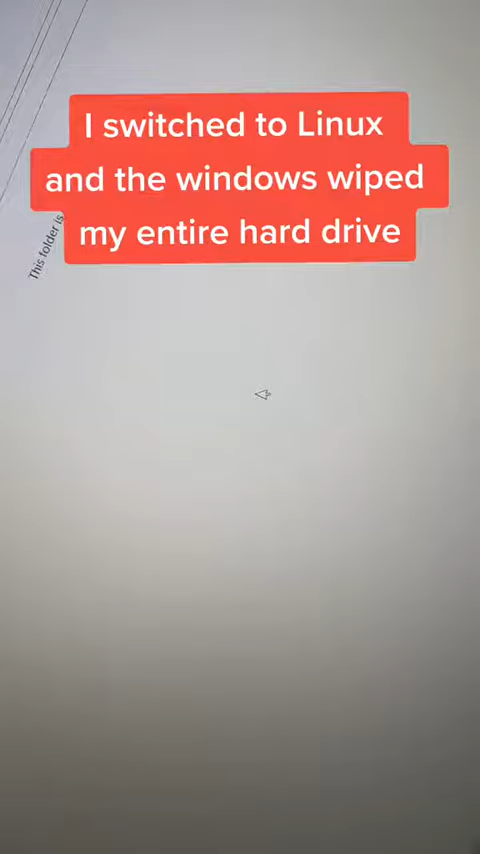 I switched to Linux
and the windows wiped
my entire hard drive
This folder is